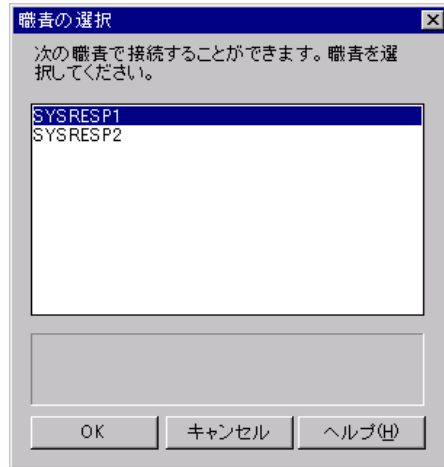 職責の選択
次の職責で接続することができます。職責を選
択してください。
SYSRESP1
SYSRESP2
OK
キャンセル
ヘルプ(H)